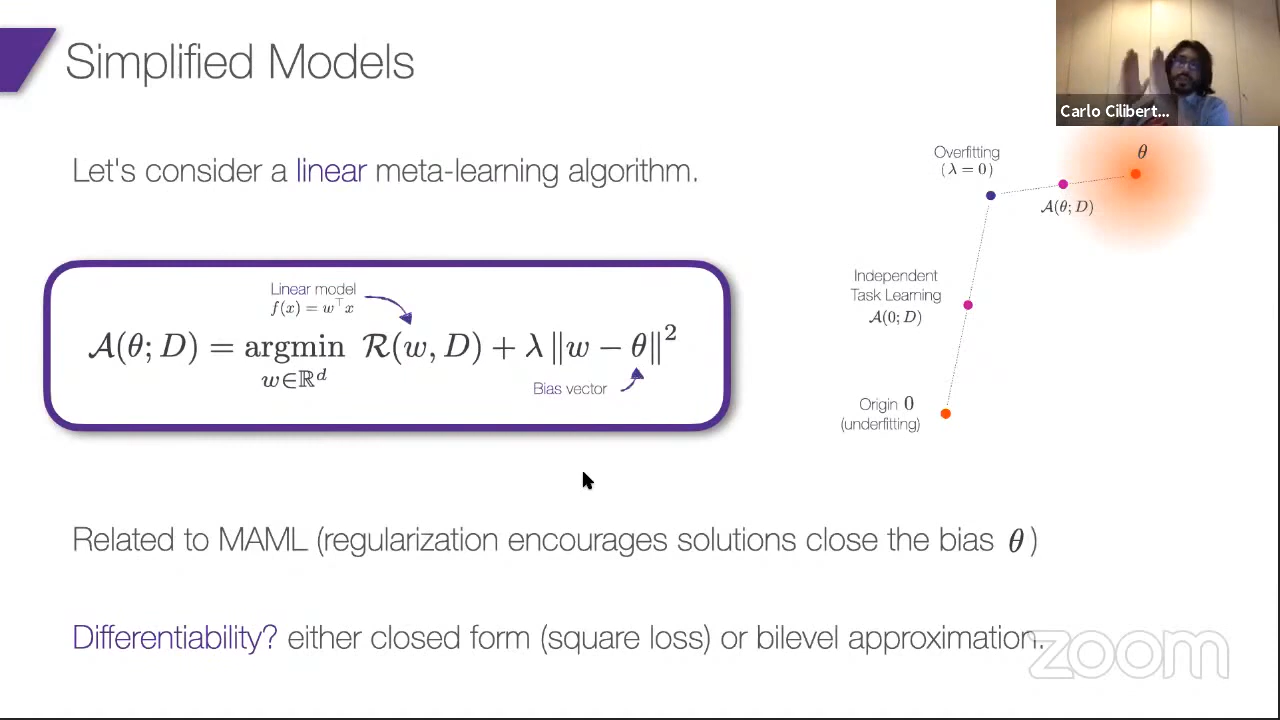 Simplified Models
Carlo Cilibert...
Let's consider a linear meta-learning algorithm.
Overfitting
(λ = 0)
θ
𝒜(θ; D)
Independent
Task Learning
𝒜(0; D)
Origin 0
(underfitting)
Linear model
f(x) = w⊤x
𝒜(θ; D) = argmin ℛ(w, D) + λ ‖w − θ‖²
w∈ℝᵈ
Bias vector
Related to MAML (regularization encourages solutions close the bias θ)
Differentiability? either closed form (square loss) or bilevel approximation.
zoom